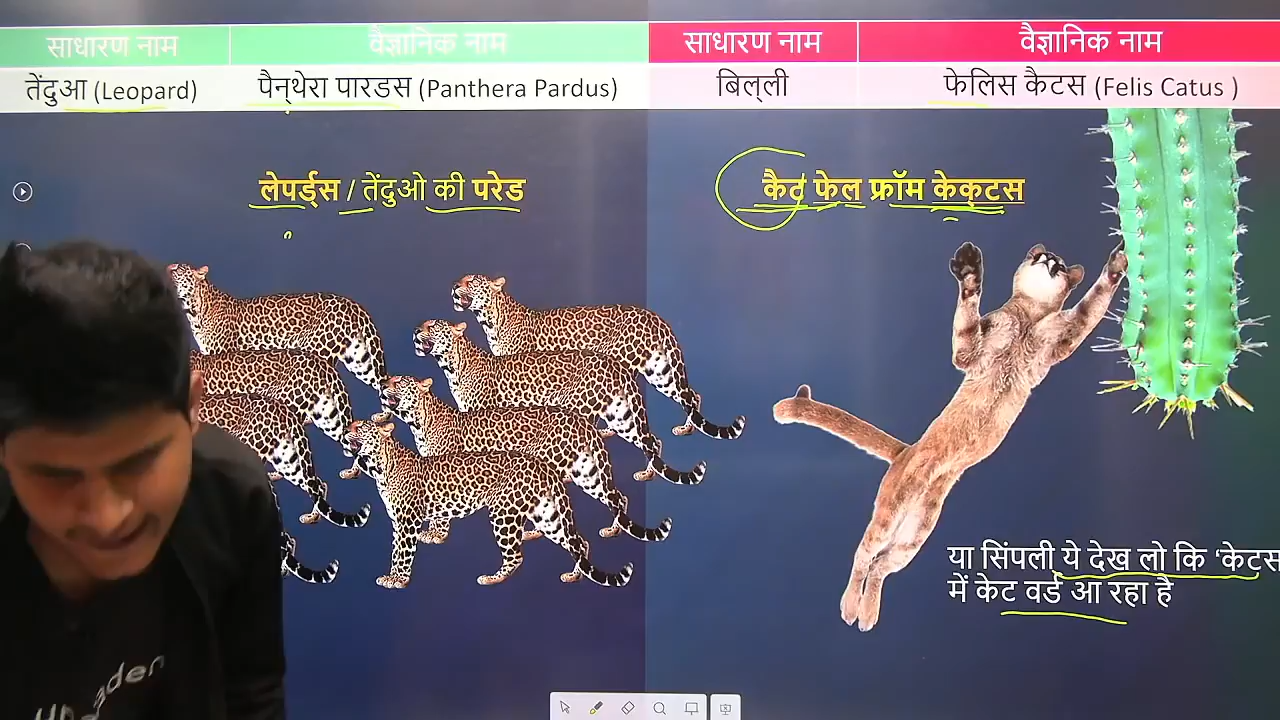 साधारण नाम
वैज्ञानिक नाम
साधारण नाम
वैज्ञानिक नाम
तेंदुआ (Leopard)
पैन्थेरा पारडस (Panthera Pardus)
बिल्ली
फेलिस कैटस (Felis Catus )
लेपर्ड्स / तेंदुओ की परेड
कैट फेल फ्रॉम केक्टस
या सिंपली ये देख लो कि ‘केटस
में केट वर्ड आ रहा है